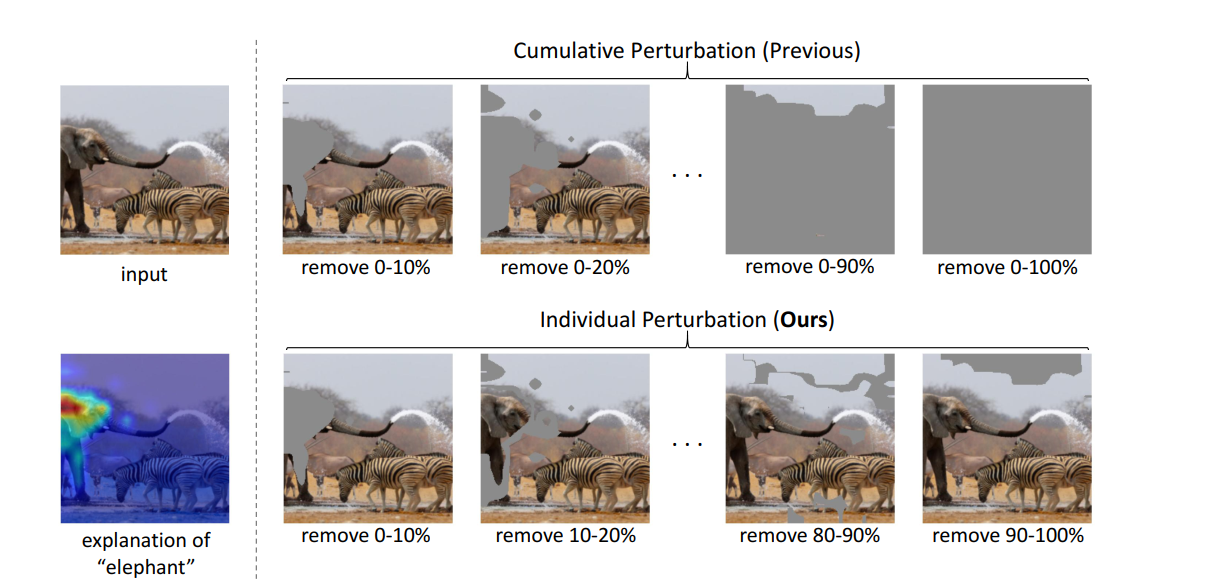 Cumulative Perturbation (Previous)
input
remove 0-10%
remove 0-20%
. . .
remove 0-90%
remove 0-100%
Individual Perturbation (Ours)
explanation of
“elephant”
remove 0-10%
remove 10-20%
. . .
remove 80-90%
remove 90-100%